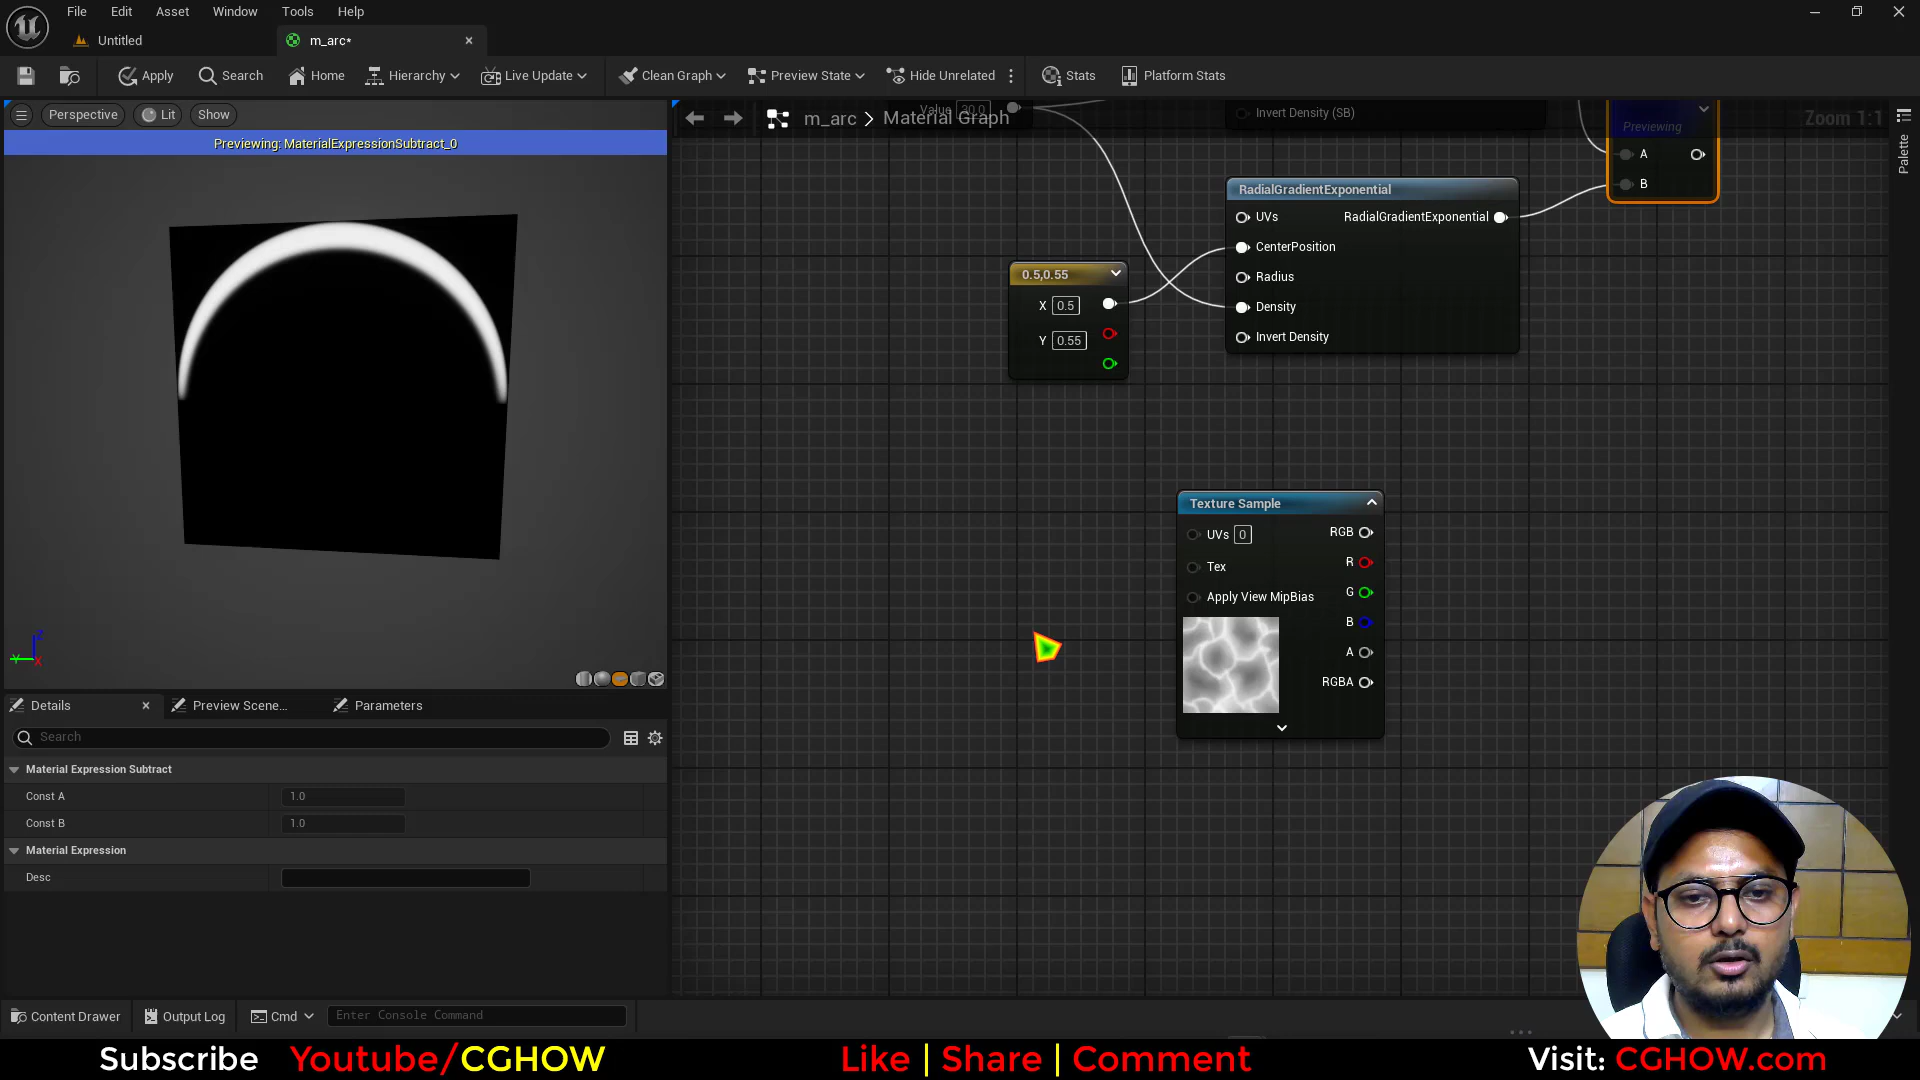 File Edit Asset Window Tools Help
Untitled
m_arc*
Apply Search Home Hierarchy Live Update Clean Graph Preview State Hide Unrelated Stats Platform Stats
Perspective Lit Show
Previewing: MaterialExpressionSubtract_0
m_arc > Material Graph
Zoom 1:1
Palette
Value 20.0
Invert Density (SB)
Previewing
A
B
RadialGradientExponential
UVs RadialGradientExponential
CenterPosition
Radius
Density
Invert Density
0.5,0.55
X 0.5
Y 0.55
Texture Sample
UVs 0 RGB
R
Tex
G
Apply View MipBias
B
A
RGBA
Z
Y
X
Details Preview Scene... Parameters
Search
Material Expression Subtract
Const A 1.0
Const B 1.0
Material Expression
Desc
Content Drawer Output Log Cmd Enter Console Command
Subscribe Youtube/CGHOW Like | Share | Comment Visit: CGHOW.com